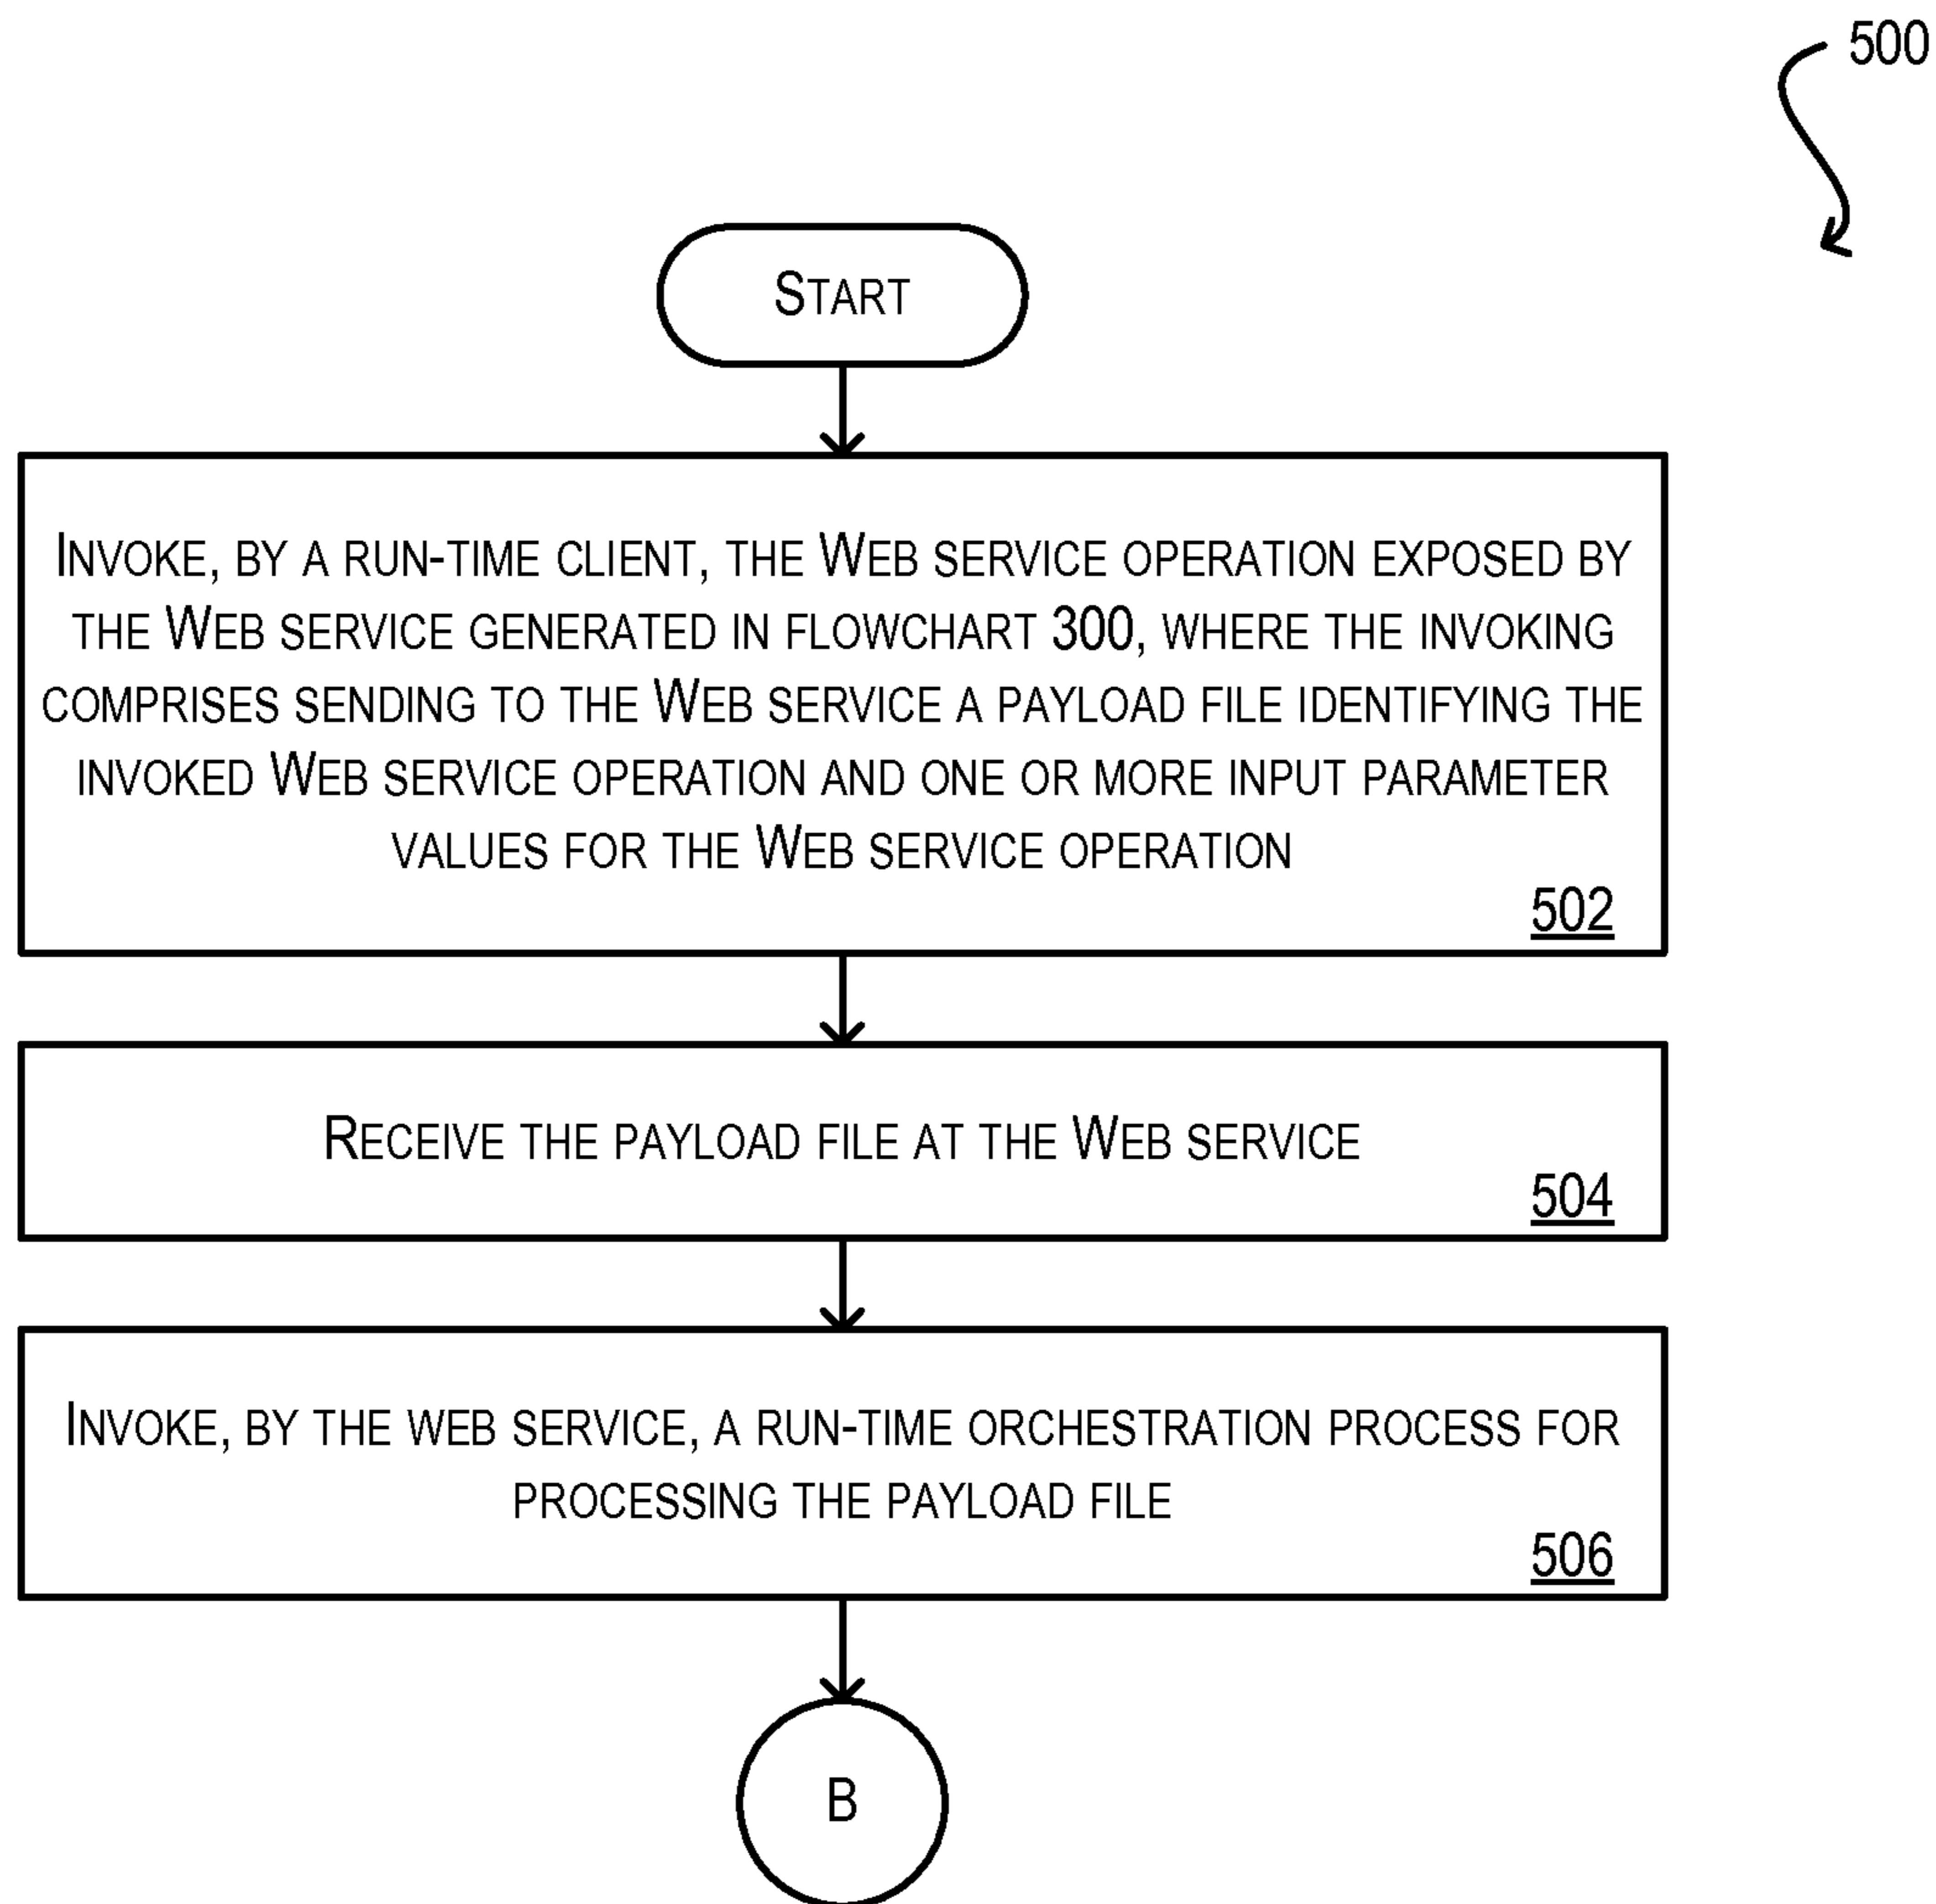 500
START
INVOKE, BY A RUN-TIME CLIENT, THE WEB SERVICE OPERATION EXPOSED BY
THE WEB SERVICE GENERATED IN FLOWCHART 300, WHERE THE INVOKING
COMPRISES SENDING TO THE WEB SERVICE A PAYLOAD FILE IDENTIFYING THE
INVOKED WEB SERVICE OPERATION AND ONE OR MORE INPUT PARAMETER
VALUES FOR THE WEB SERVICE OPERATION
502
RECEIVE THE PAYLOAD FILE AT THE WEB SERVICE
504
INVOKE, BY THE WEB SERVICE, A RUN-TIME ORCHESTRATION PROCESS FOR
PROCESSING THE PAYLOAD FILE
506
B